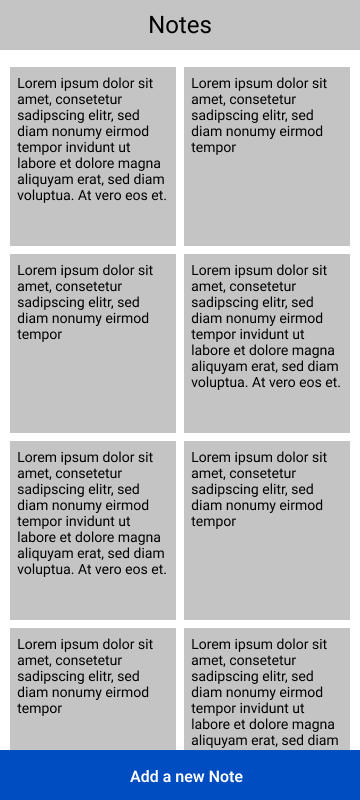 Notes
Lorem ipsum dolor sit
amet, consetetur
sadipscing elitr, sed
diam nonumy eirmod
tempor invidunt ut
labore et dolore magna
aliquyam erat, sed diam
voluptua. At vero eos et.
Lorem ipsum dolor sit
amet, consetetur
sadipscing elitr, sed
diam nonumy eirmod
tempor
Lorem ipsum dolor sit
amet, consetetur
sadipscing elitr, sed
diam nonumy eirmod
tempor
Lorem ipsum dolor sit
amet, consetetur
sadipscing elitr, sed
diam nonumy eirmod
tempor invidunt ut
labore et dolore magna
aliquyam erat, sed diam
voluptua. At vero eos et.
Lorem ipsum dolor sit
amet, consetetur
sadipscing elitr, sed
diam nonumy eirmod
tempor invidunt ut
labore et dolore magna
aliquyam erat, sed diam
voluptua. At vero eos et.
Lorem ipsum dolor sit
amet, consetetur
sadipscing elitr, sed
diam nonumy eirmod
tempor
Lorem ipsum dolor sit
amet, consetetur
sadipscing elitr, sed
diam nonumy eirmod
tempor
Lorem ipsum dolor sit
amet, consetetur
sadipscing elitr, sed
diam nonumy eirmod
tempor invidunt ut
labore et dolore magna
aliquyam erat, sed diam
Add a new Note